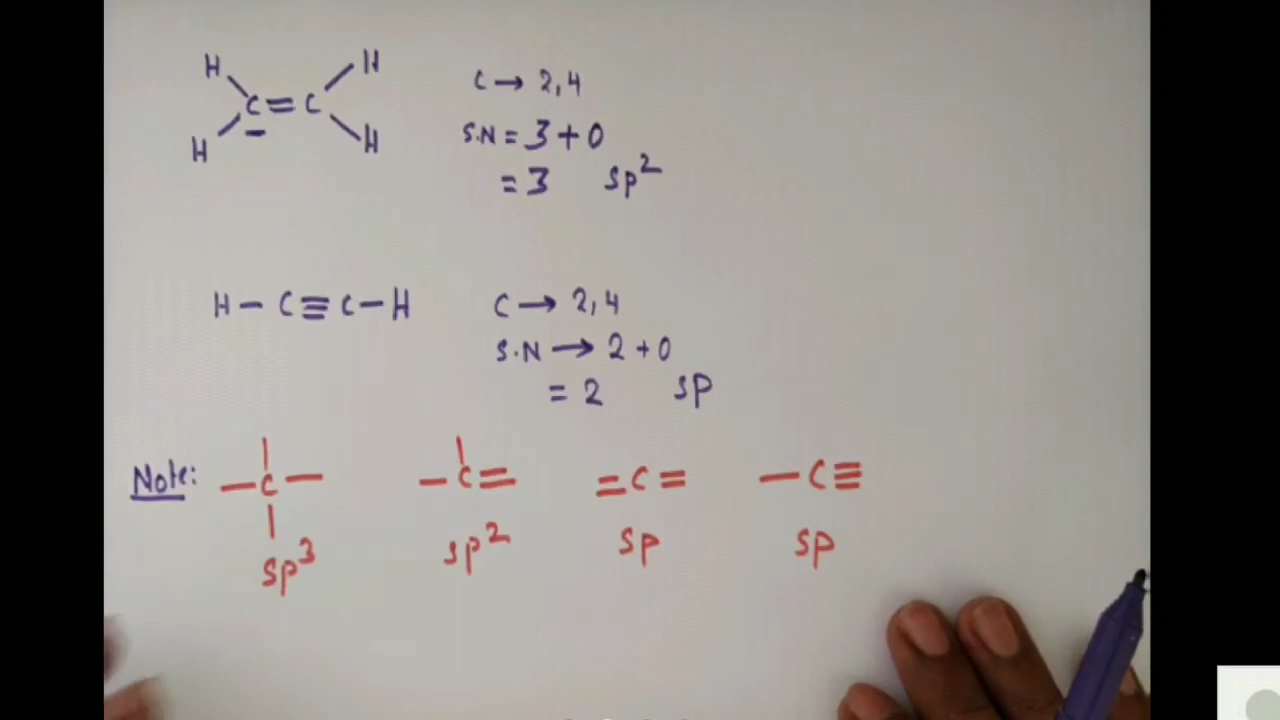 H H
C=C
H H
C → 2,4
S.N = 3+0
= 3 sp²
H-C≡C-H
C → 2,4
S.N → 2+0
= 2 sp
Note: -C- -C= =C= -C≡
sp³ sp² sp sp